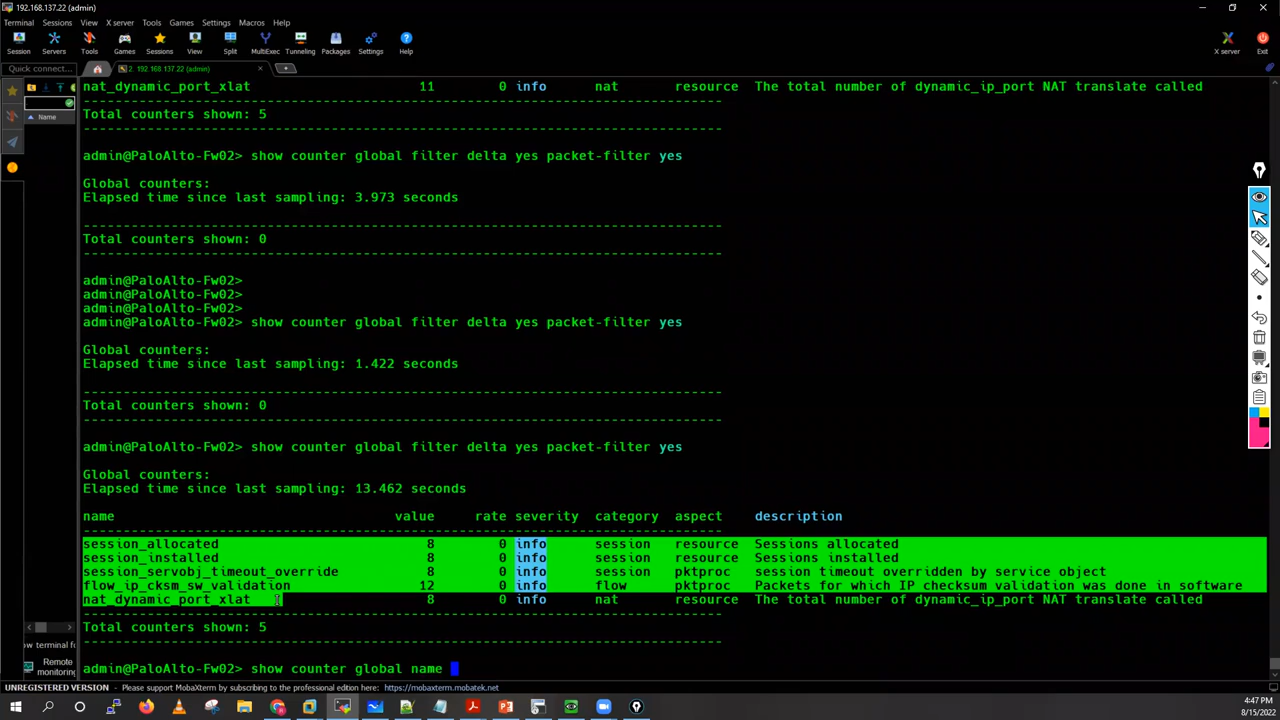 192.168.137.22 (admin)
Terminal Sessions View X server Tools Games Settings Macros Help
Session Servers Tools Games Sessions View Split MultiExec Tunneling Packages Settings Help X server Exit
Quick connect... 2. 192.168.137.22 (admin)
Name
nat_dynamic_port_xlat 11 0 info nat resource The total number of dynamic_ip_port NAT translate called
--------------------------------------------------------------------------------
Total counters shown: 5
--------------------------------------------------------------------------------
admin@PaloAlto-Fw02> show counter global filter delta yes packet-filter yes
Global counters:
Elapsed time since last sampling: 3.973 seconds
--------------------------------------------------------------------------------
Total counters shown: 0
--------------------------------------------------------------------------------
admin@PaloAlto-Fw02>
admin@PaloAlto-Fw02>
admin@PaloAlto-Fw02>
admin@PaloAlto-Fw02> show counter global filter delta yes packet-filter yes
Global counters:
Elapsed time since last sampling: 1.422 seconds
--------------------------------------------------------------------------------
Total counters shown: 0
--------------------------------------------------------------------------------
admin@PaloAlto-Fw02> show counter global filter delta yes packet-filter yes
Global counters:
Elapsed time since last sampling: 13.462 seconds
name value rate severity category aspect description
--------------------------------------------------------------------------------
session_allocated 8 0 info session resource Sessions allocated
session_installed 8 0 info session resource Sessions installed
session_servobj_timeout_override 8 0 info session pktproc session timeout overridden by service object
flow_ip_cksm_sw_validation 12 0 info flow pktproc Packets for which IP checksum validation was done in software
nat_dynamic_port_xlat 8 0 info nat resource The total number of dynamic_ip_port NAT translate called
--------------------------------------------------------------------------------
Total counters shown: 5
--------------------------------------------------------------------------------
admin@PaloAlto-Fw02> show counter global name
ow terminal fo
Remote
monitoring
UNREGISTERED VERSION - Please support MobaXterm by subscribing to the professional edition here: https://mobaxterm.mobatek.net
4:47 PM
8/15/2022